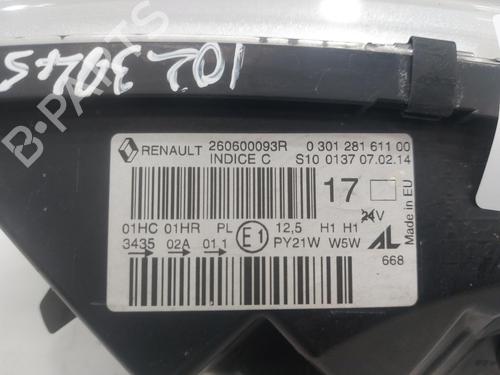 102 3945
B-PARTS
RENAULT 260600093R 0 301 281 611 00
INDICE C S10 0137 07.02.14
17
24V
Made in EU
01HC 01HR PL E1 12,5 H1 H1
3435 02A 01.1 PY21W W5W AL
668